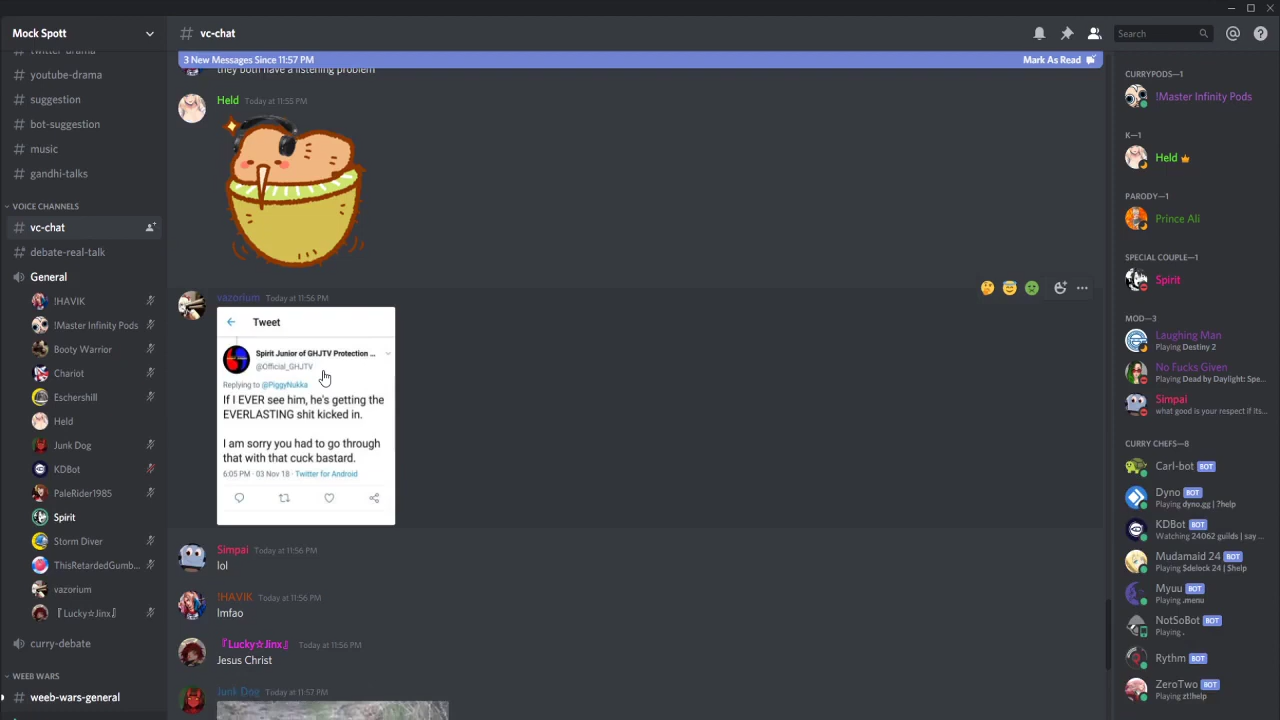 Mock Spott
twitter-drama
youtube-drama
suggestion
bot-suggestion
music
gandhi-talks
VOICE CHANNELS
vc-chat
debate-real-talk
General
!HAVIK
!Master Infinity Pods
Booty Warrior
Chariot
Eschershill
Held
Junk Dog
KDBot
PaleRider1985
Spirit
Storm Diver
ThisRetardedGumb...
vazorium
『Lucky☆Jinx』
curry-debate
WEEB WARS
weeb-wars-general
# vc-chat
Search
3 New Messages Since 11:57 PM
Mark As Read
they both have a listening problem
Held Today at 11:55 PM
vazorium Today at 11:56 PM
Tweet
Spirit Junior of GHJTV Protection ...
@Official_GHJTV
Replying to @PiggyNukka
If I EVER see him, he's getting the
EVERLASTING shit kicked in.
I am sorry you had to go through
that with that cuck bastard.
6:05 PM · 03 Nov 18 · Twitter for Android
Simpai Today at 11:56 PM
lol
!HAVIK Today at 11:56 PM
lmfao
『Lucky☆Jinx』 Today at 11:56 PM
Jesus Christ
Junk Dog Today at 11:57 PM
CURRYPODS—1
!Master Infinity Pods
K—1
Held
PARODY—1
Prince Ali
SPECIAL COUPLE—1
Spirit
MOD—3
Laughing Man
Playing Destiny 2
No Fucks Given
Playing Dead by Daylight: Spe...
Simpai
what good is your respect if its...
CURRY CHEFS—8
Carl-bot BOT
Dyno BOT
Playing dyno.gg | ?help
KDBot BOT
Watching 24062 guilds | say ...
Mudamaid 24 BOT
Playing $delock 24 | $help
Myuu BOT
Playing .menu
NotSoBot BOT
Playing .
Rythm BOT
ZeroTwo BOT
Playing zt!help